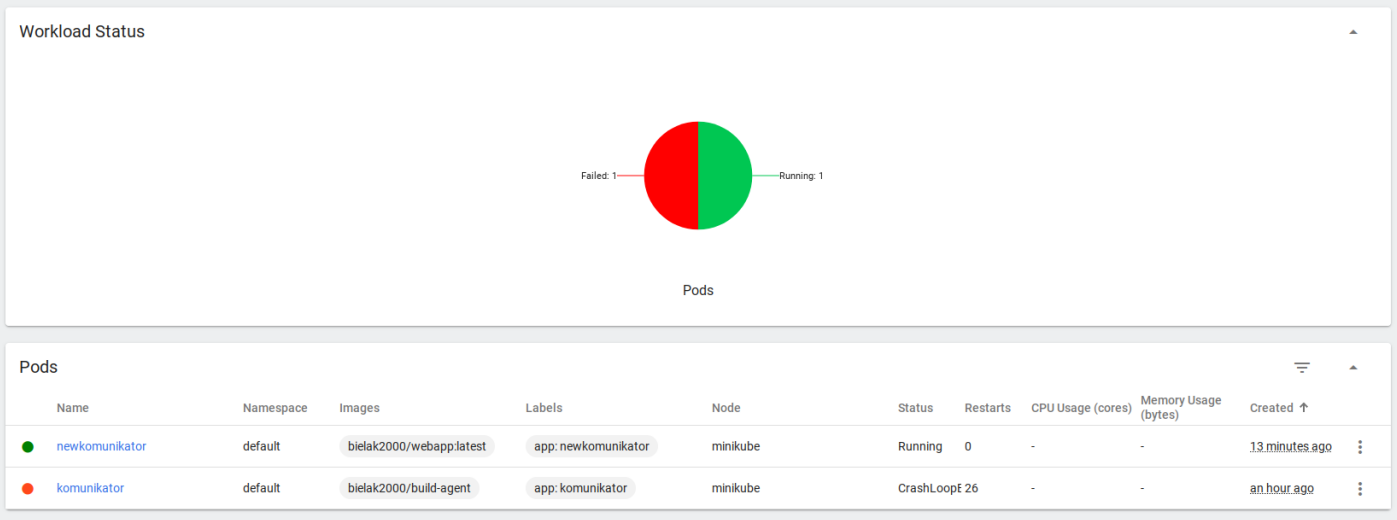 Workload Status
Failed: 1 Running: 1
Pods
Pods
Name Namespace Images Labels Node Status Restarts CPU Usage (cores) Memory Usage (bytes) Created
newkomunikator default bielak2000/webapp:latest app: newkomunikator minikube Running 0 - - 13 minutes ago
komunikator default bielak2000/build-agent app: komunikator minikube CrashLoopE 26 - - an hour ago